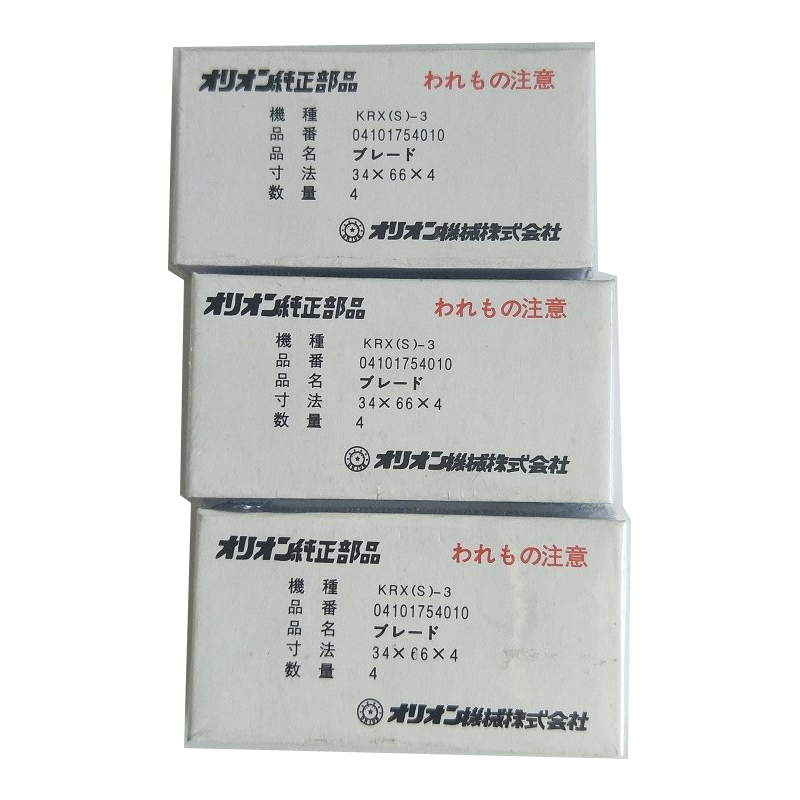 オリオン純正部品 われもの注意
機種 KRX(S)-3
品番 04101754010
品名 ブレード
寸法 34×66×4
数量 4
オリオン機械株式会社
オリオン純正部品 われもの注意
機種 KRX(S)-3
品番 04101754010
品名 ブレード
寸法 34×66×4
数量 4
オリオン機械株式会社
オリオン純正部品 われもの注意
機種 KRX(S)-3
品番 04101754010
品名 ブレード
寸法 34×66×4
数量 4
オリオン機械株式会社